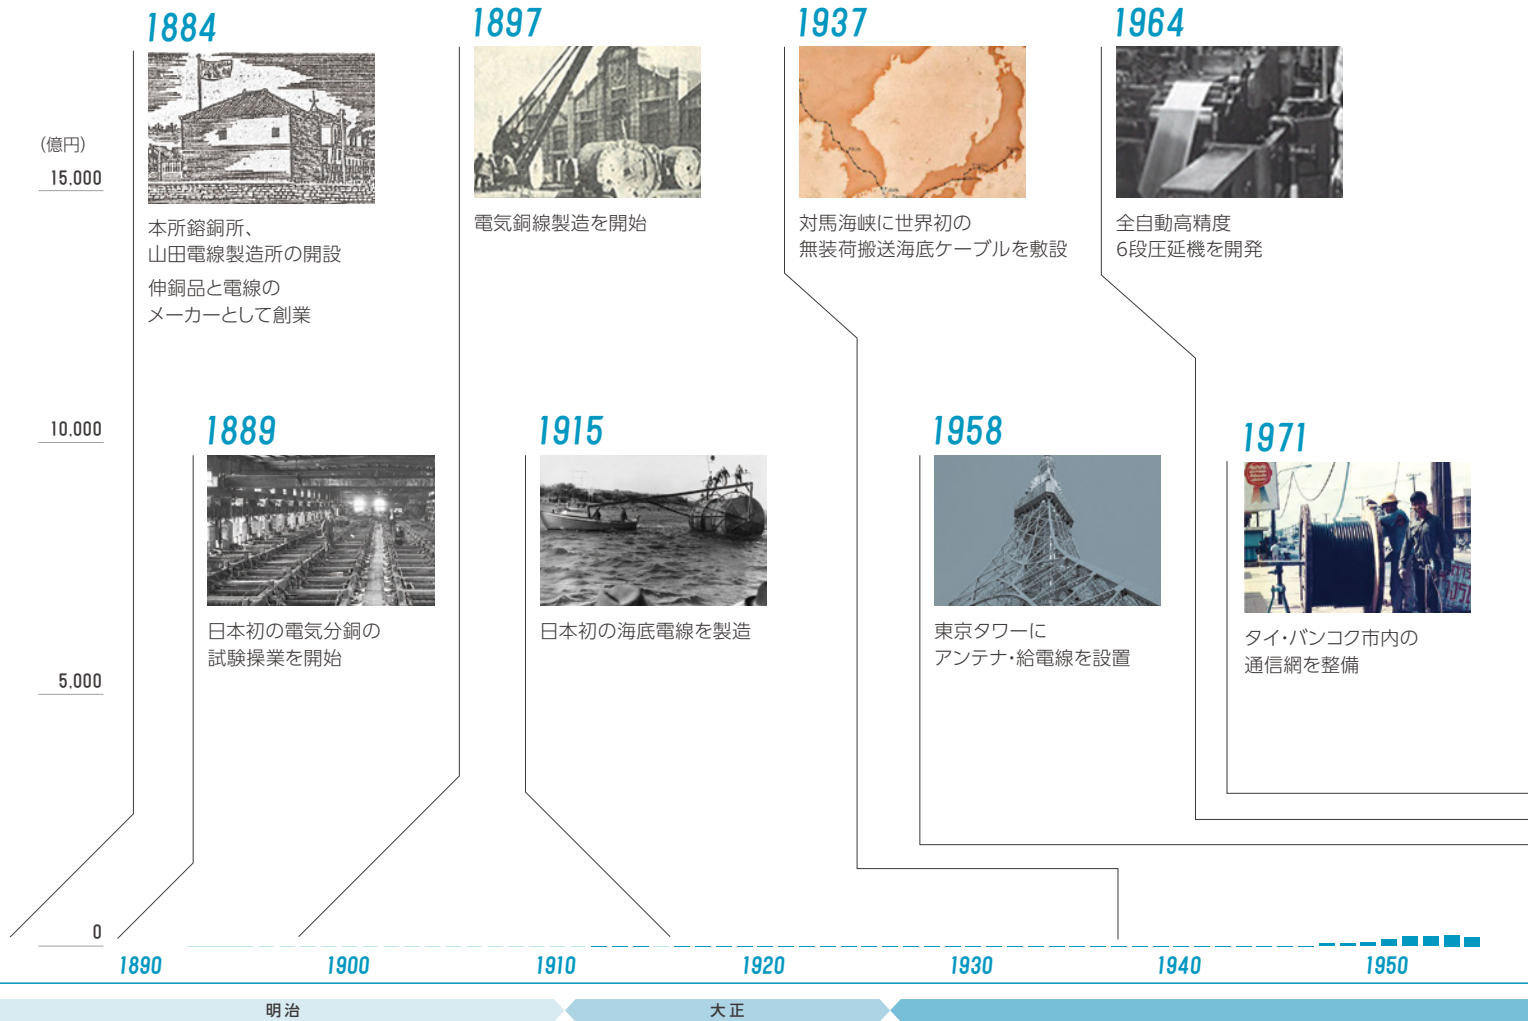 1884
本所鎔銅所、
山田電線製造所の開設
伸銅品と電線の
メーカーとして創業
1897
電気銅線製造を開始
1937
対馬海峡に世界初の
無装荷搬送海底ケーブルを敷設
1964
全自動高精度
6段圧延機を開発
1889
日本初の電気分銅の
試験操業を開始
1915
日本初の海底電線を製造
1958
東京タワーに
アンテナ・給電線を設置
1971
タイ・バンコク市内の
通信網を整備
(億円)
15,000
10,000
5,000
0
1890 1900 1910 1920 1930 1940 1950
明治 大正